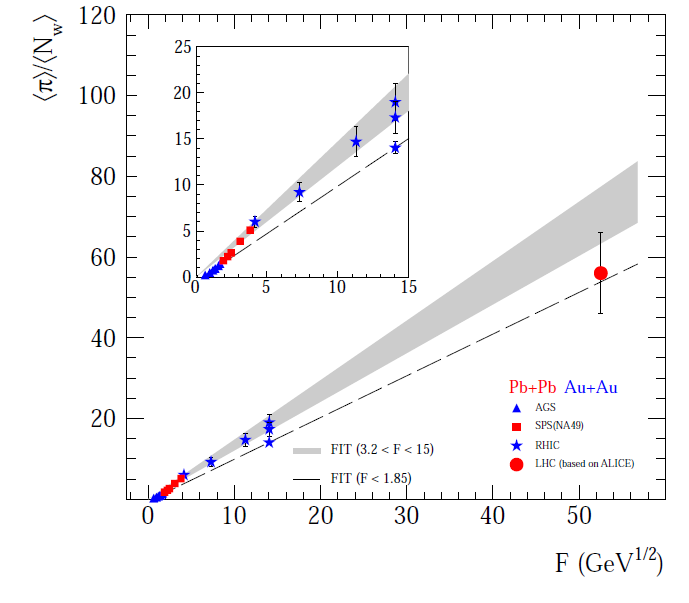 ⟨π⟩/⟨N_w⟩
120
100
80
60
40
20
25
20
15
10
5
0
0 5 10 15
Pb+Pb Au+Au
AGS
SPS(NA49)
RHIC
LHC (based on ALICE)
FIT (3.2 < F < 15)
FIT (F < 1.85)
0 10 20 30 40 50
F (GeV^{1/2})